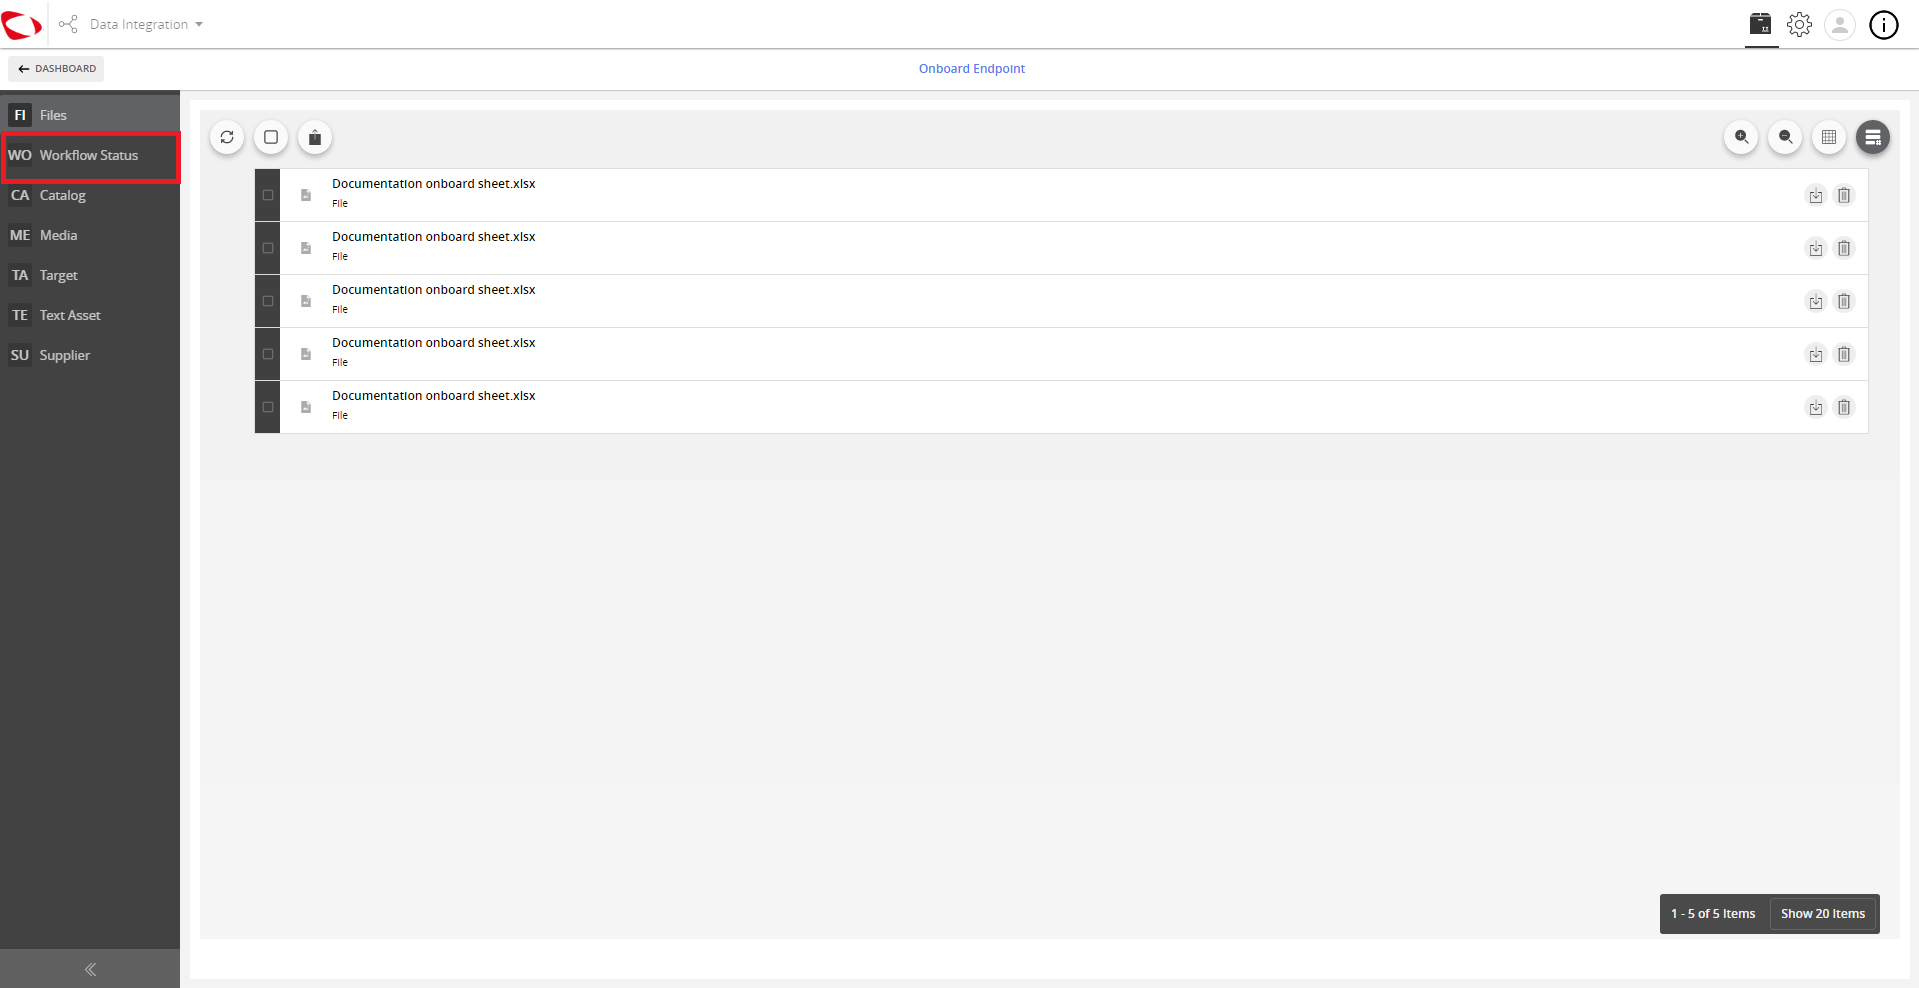 Data Integration
DASHBOARD
Onboard Endpoint
FI Files
WO Workflow Status
CA Catalog
ME Media
TA Target
TE Text Asset
SU Supplier
Documentation onboard sheet.xlsx
File
Documentation onboard sheet.xlsx
File
Documentation onboard sheet.xlsx
File
Documentation onboard sheet.xlsx
File
Documentation onboard sheet.xlsx
File
1 - 5 of 5 Items Show 20 Items